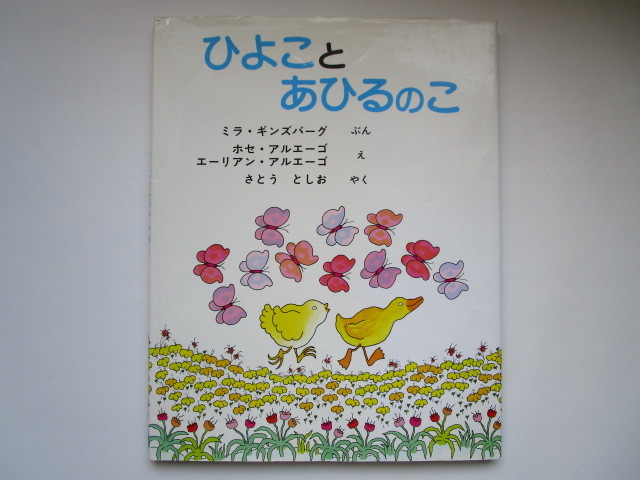 ひよこと
あひるのこ
ミラ・ギンズバーグ ぶん
ホセ・アルエーゴ
エーリアン・アルエーゴ え
さとう としお やく